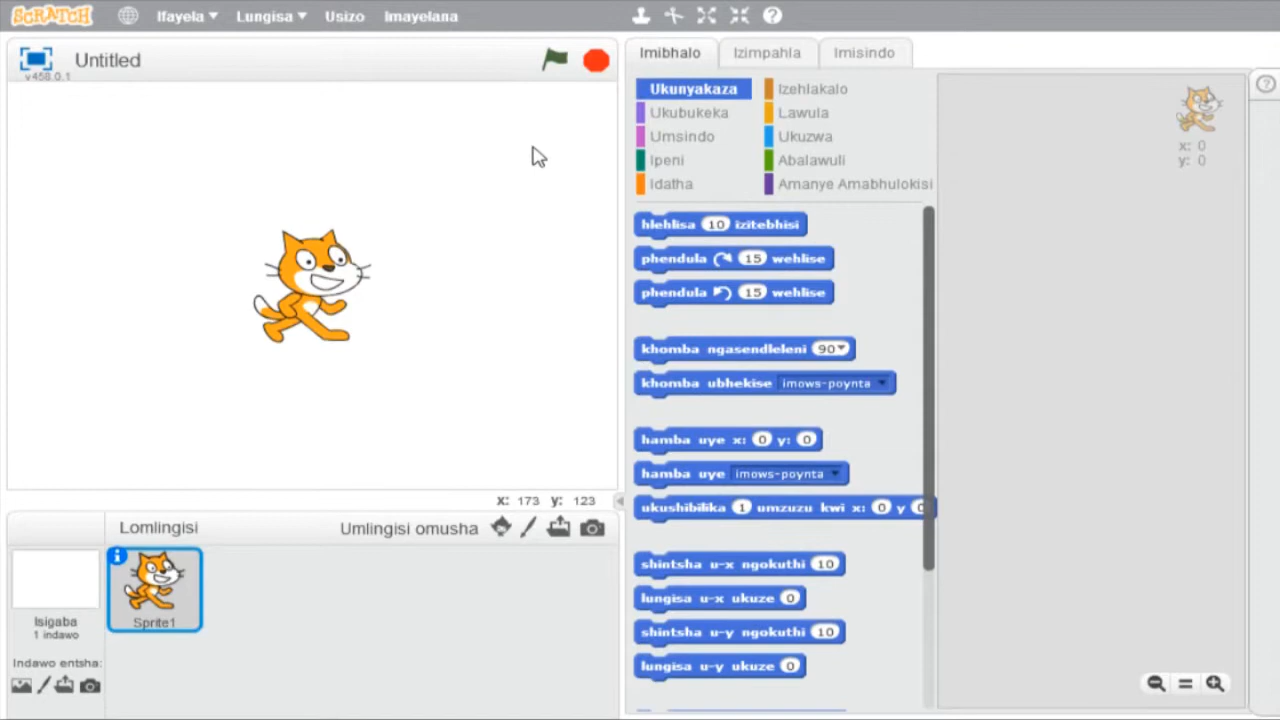 SCRATCH
Ifayela Lungisa Usizo Imayelana
Untitled
v458.0.1
x: 173 y: 123
Lomlingisi
Umlingisi omusha
Isigaba
1 indawo
Indawo entsha:
Sprite1
Imibhalo Izimpahla Imisindo
Ukunyakaza Izehlakalo
Ukubukeka Lawula
Umsindo Ukuzwa
Ipeni Abalawuli
Idatha Amanye Amabhulokisi
hlehlisa 10 izitebhisi
phendula 15 wehlise
phendula 15 wehlise
khomba ngasendleleni 90
khomba ubhekise imows-poynta
hamba uye x: 0 y: 0
hamba uye imows-poynta
ukushibilika 1 umzuzu kwi x: 0 y 0
shintsha u-x ngokuthi 10
lungisa u-x ukuze 0
shintsha u-y ngokuthi 10
lungisa u-y ukuze 0
x: 0
y: 0